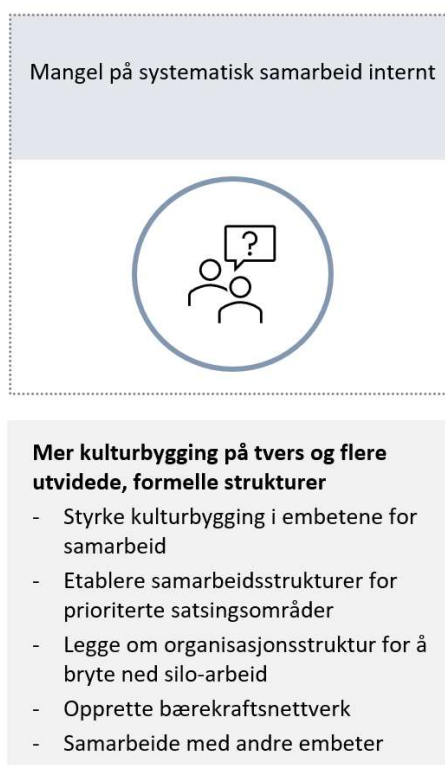 Mangel på systematisk samarbeid internt
?
Mer kulturbygging på tvers og flere
utvidede, formelle strukturer
- Styrke kulturbygging i embetene for
samarbeid
- Etablere samarbeidsstrukturer for
prioriterte satsingsområder
- Legge om organisasjonsstruktur for å
bryte ned silo-arbeid
- Opprette bærekraftsnettverk
- Samarbeide med andre embeter